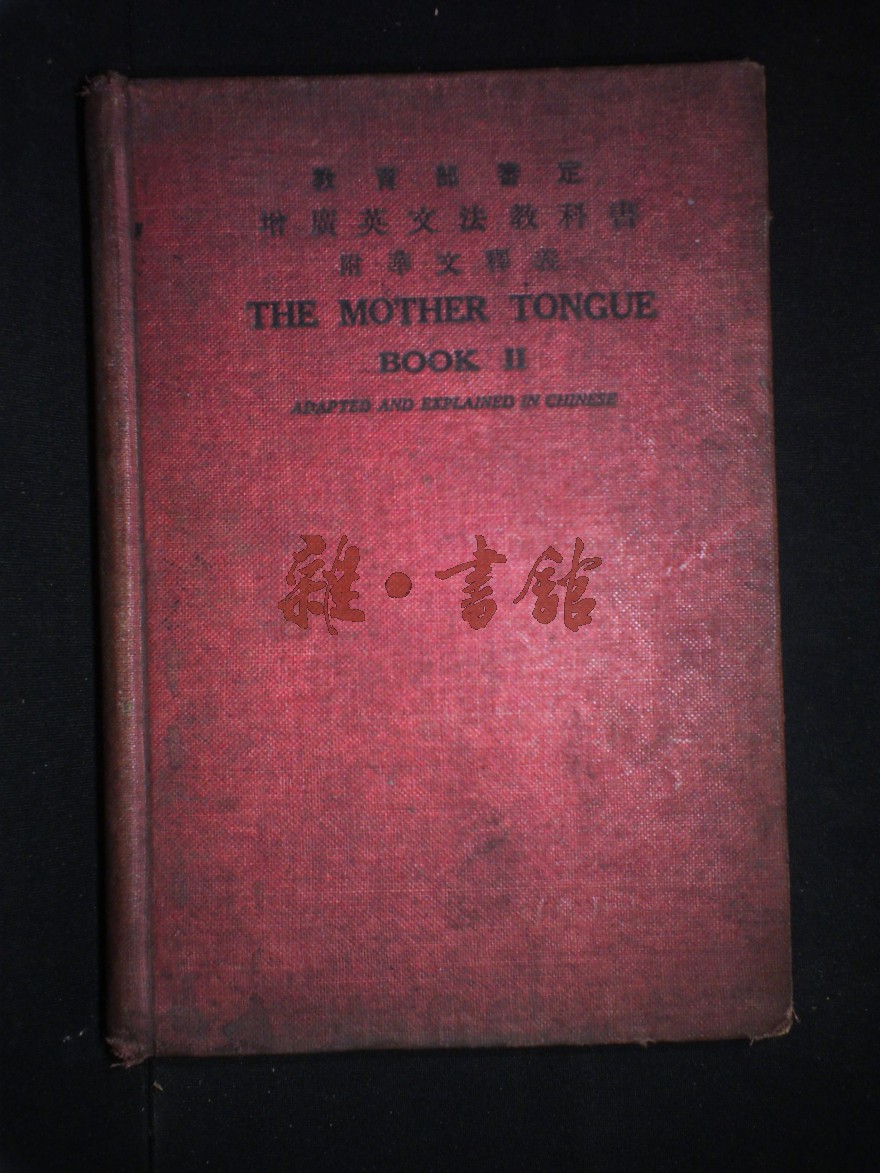 教育部審定
增廣英文法教科書
附華文釋義
THE MOTHER TONGUE
BOOK II
ADAPTED AND EXPLAINED IN CHINESE
雜·書館